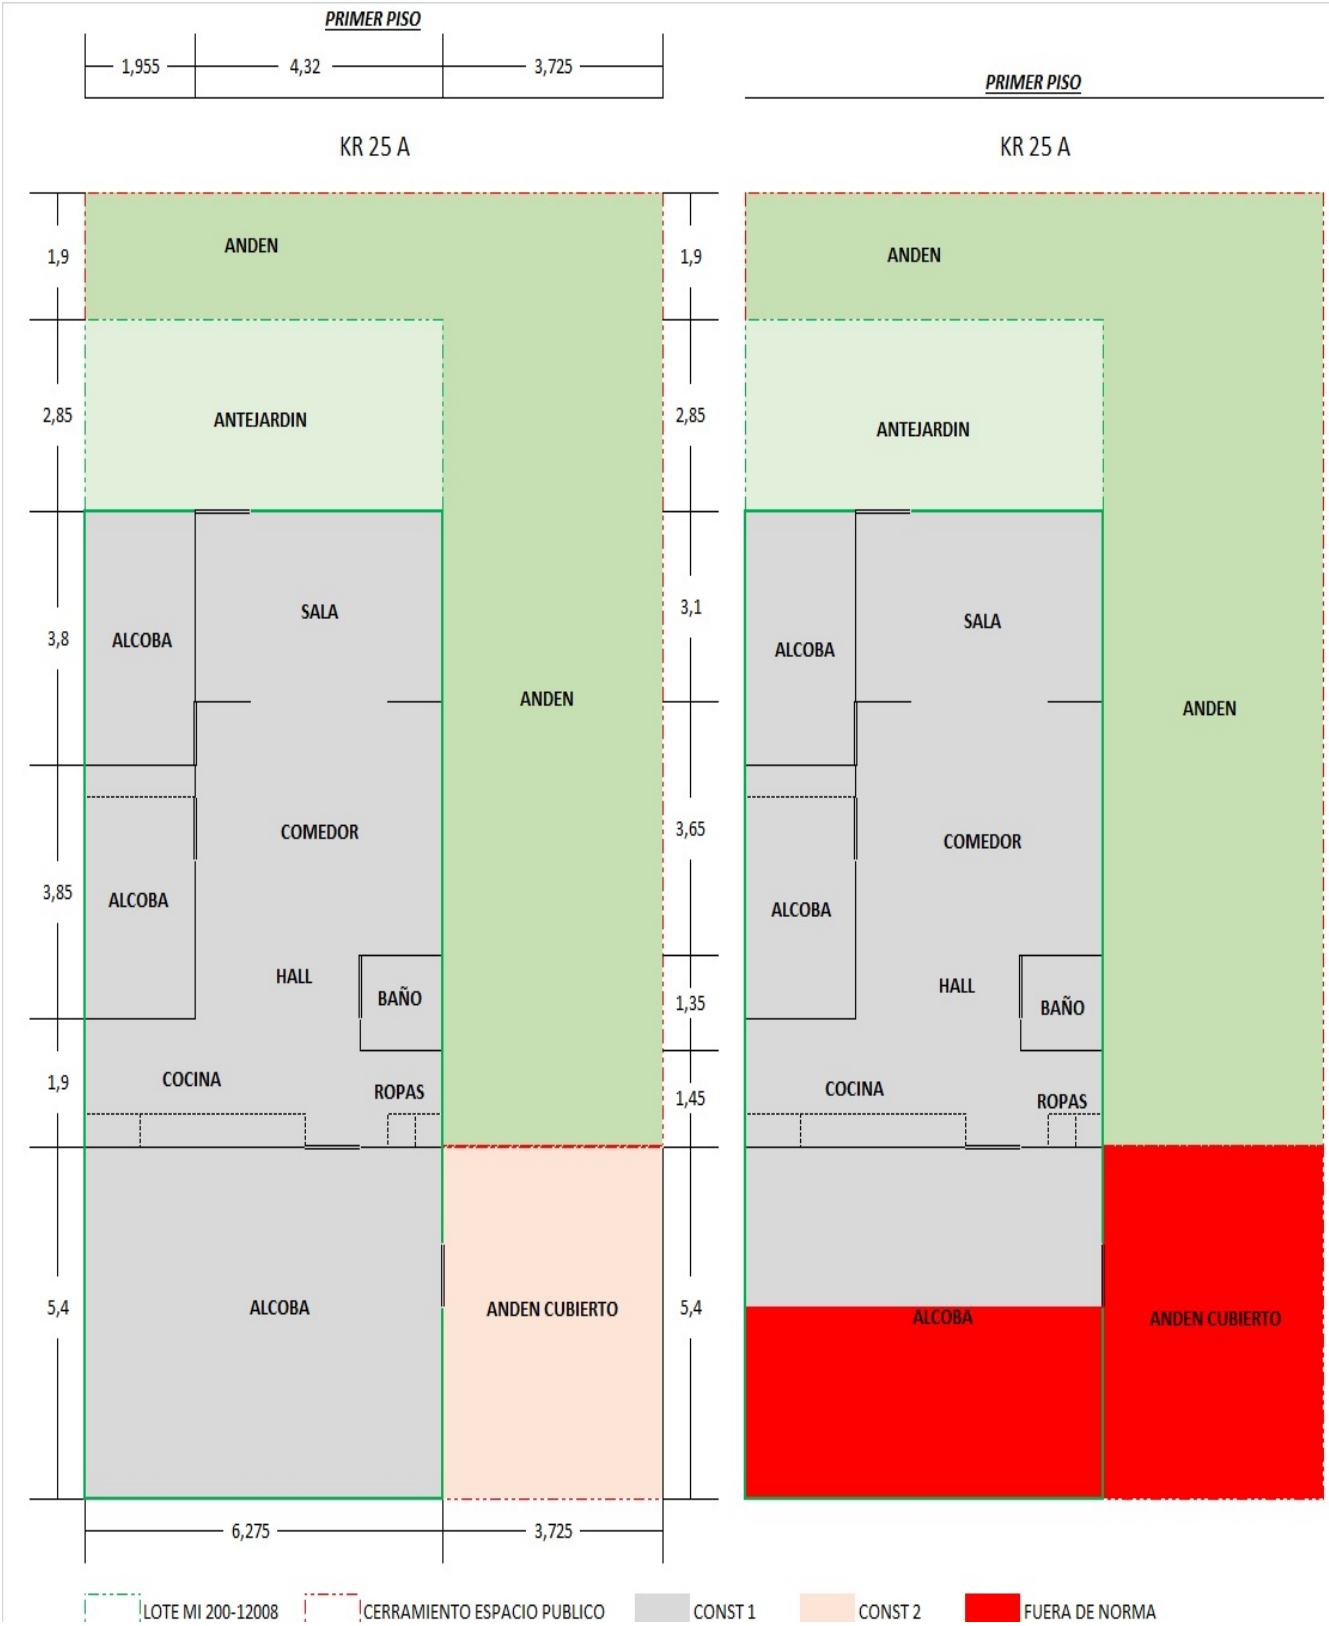 PRIMER PISO
1,955 4,32 3,725
PRIMER PISO
KR 25 A
KR 25 A
ANDEN
1,9
1,9
ANDEN
2,85
ANTEJARDIN
2,85
ANTEJARDIN
3,8
ALCOBA
SALA
3,1
ALCOBA
SALA
ANDEN
ANDEN
3,85
ALCOBA
COMEDOR
3,65
ALCOBA
COMEDOR
HALL
BAÑO
1,35
HALL
BAÑO
1,9
COCINA
ROPAS
1,45
COCINA
ROPAS
5,4
ALCOBA
ANDEN CUBIERTO
5,4
ALCOBA
ANDEN CUBIERTO
6,275 3,725
LOTE MI 200-12008 CERRAMIENTO ESPACIO PUBLICO CONST 1 CONST 2 FUERA DE NORMA